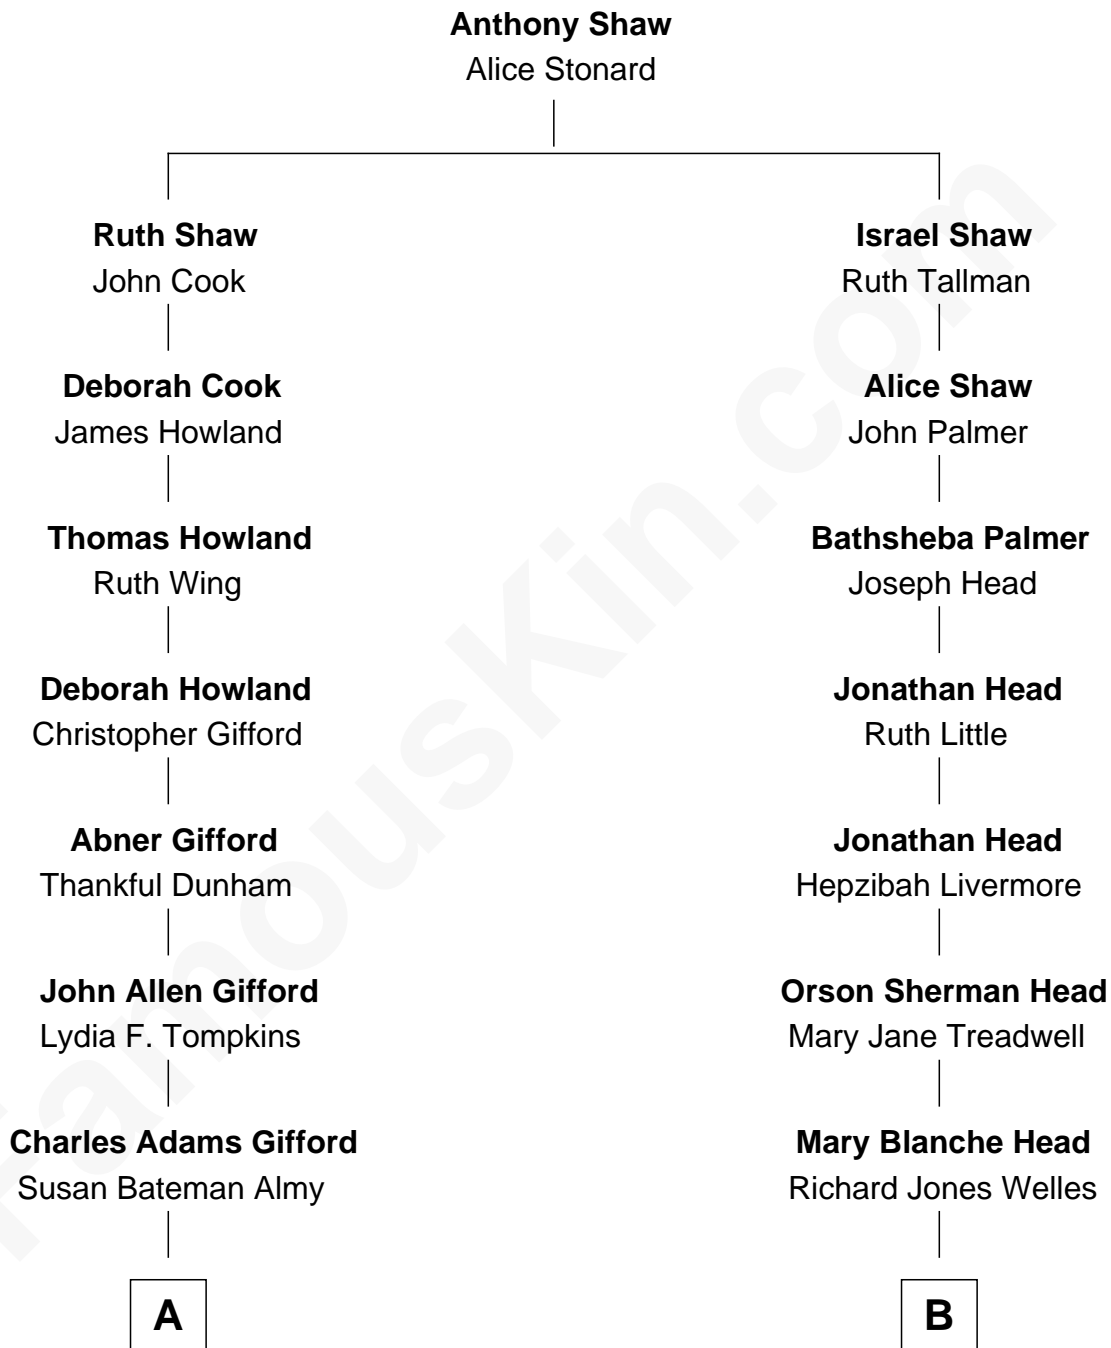 Anthony Shaw
Alice Stonard
Ruth Shaw
John Cook
Israel Shaw
Ruth Tallman
Deborah Cook
James Howland
Alice Shaw
John Palmer
Thomas Howland
Ruth Wing
Bathsheba Palmer
Joseph Head
Deborah Howland
Christopher Gifford
Jonathan Head
Ruth Little
Abner Gifford
Thankful Dunham
Jonathan Head
Hepzibah Livermore
John Allen Gifford
Lydia F. Tompkins
Orson Sherman Head
Mary Jane Treadwell
Charles Adams Gifford
Susan Bateman Almy
Mary Blanche Head
Richard Jones Welles
A
B
FamousKin.com